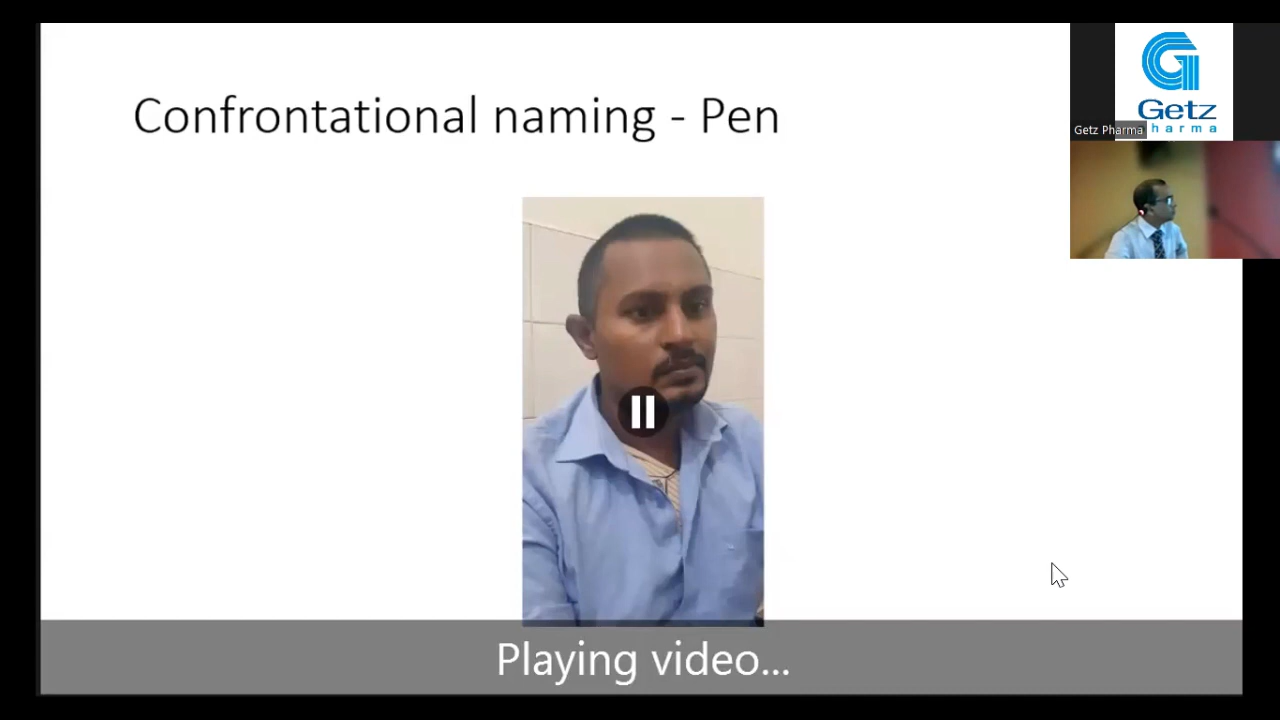 Confrontational naming - Pen
Getz
harma
Getz Pharma
Playing video...